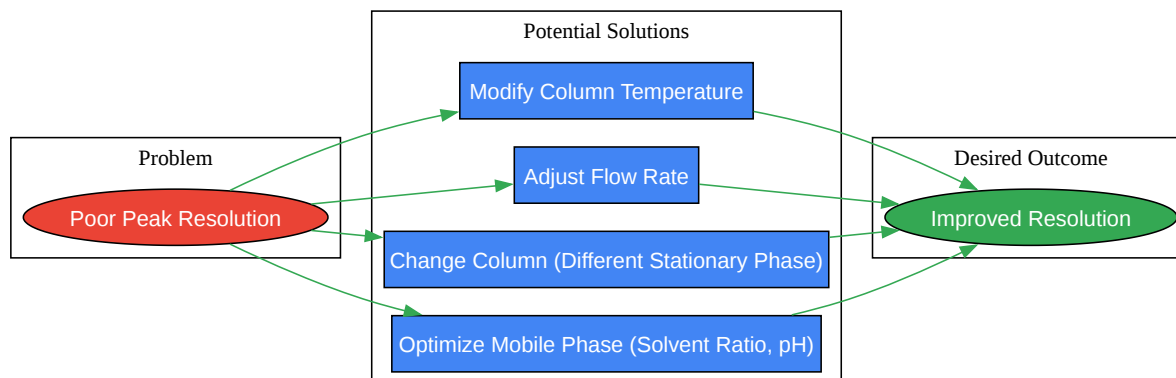 Potential Solutions
Modify Column Temperature
Problem
Desired Outcome
Adjust Flow Rate
Poor Peak Resolution
Improved Resolution
Change Column (Different Stationary Phase)
Optimize Mobile Phase (Solvent Ratio, pH)